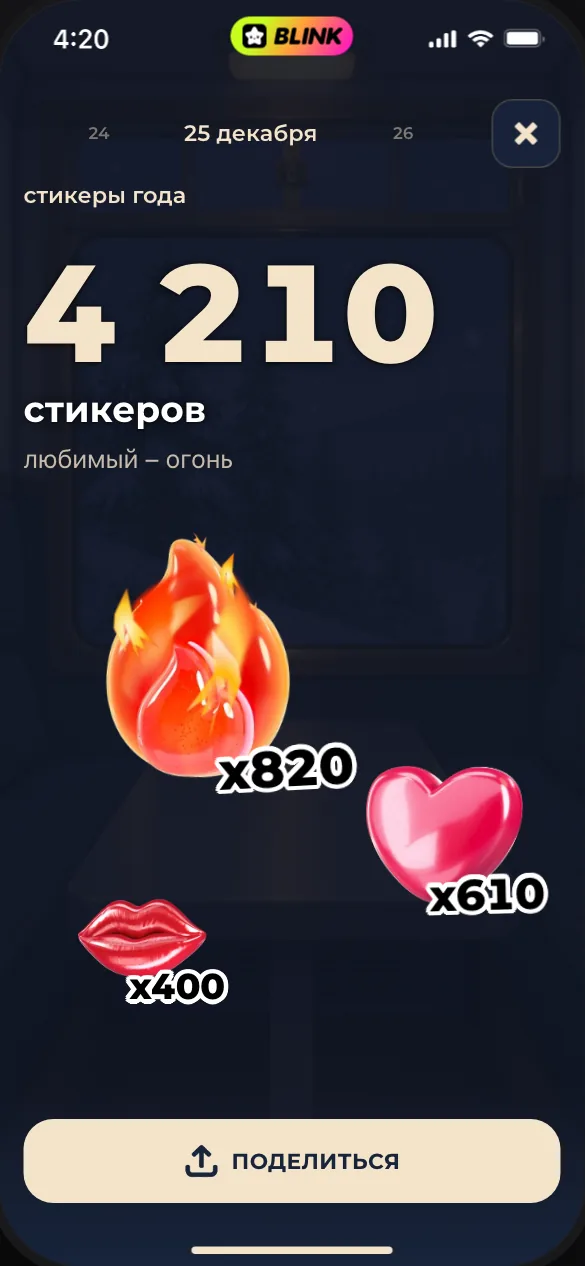 4:20
BLINK
24 25 декабря 26
стикеры года
4 210
стикеров
любимый – огонь
x820
x610
x400
ПОДЕЛИТЬСЯ